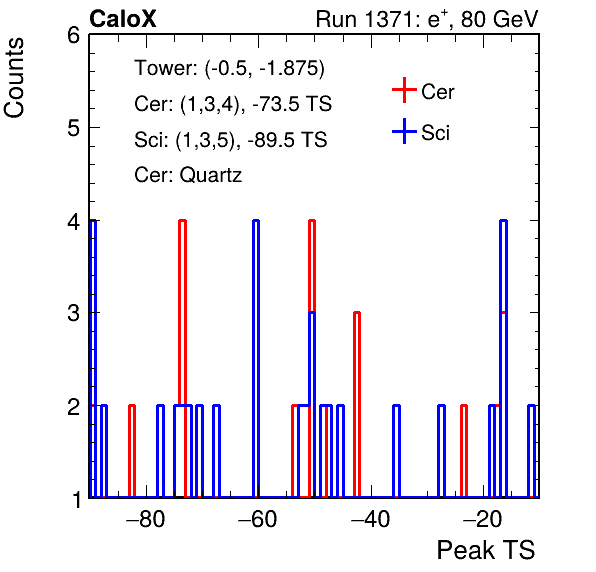 CaloX Run 1371: e⁺, 80 GeV
Counts
6
Tower: (-0.5, -1.875)
Cer: (1,3,4), -73.5 TS
Sci: (1,3,5), -89.5 TS
Cer: Quartz
Cer
Sci
5
4
3
2
1
−80 −60 −40 −20
Peak TS